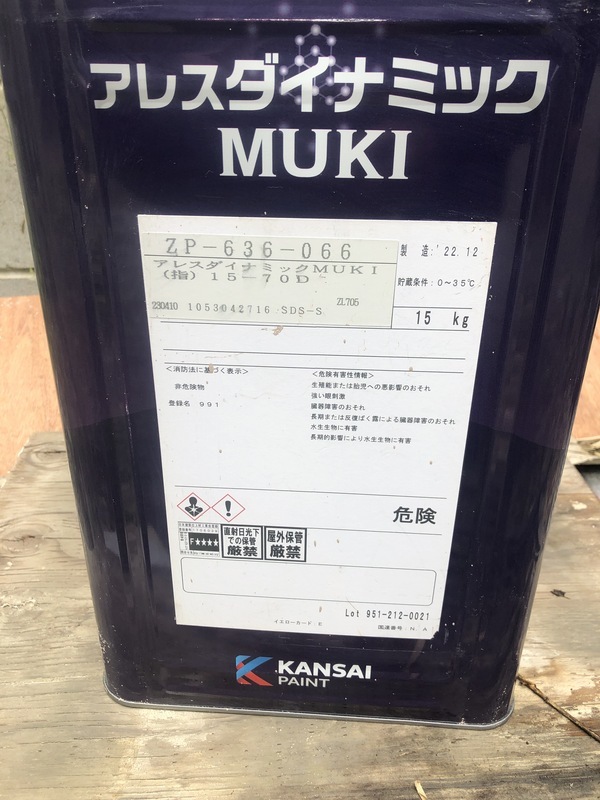 アレスダイナミック
MUKI
ZP-636-066
アレスダイナミックMUKI
(指)15-70D
230410 1053042716 SDS-S ZL705
製 造:'22.12
貯蔵条件:0～35℃
15 kg
＜消防法に基づく表示＞
非危険物
登録名 991
＜危険有害性情報＞
生殖能または胎児への悪影響のおそれ
強い眼刺激
臓器障害のおそれ
長期または反復ばく露による臓器障害のおそれ
水生生物に有害
長期的影響により水生生物に有害
危険
F★★★★
直射日光下
での保管
厳禁
屋外保管
厳禁
Lot 951-212-0021
イエローカード E
国連番号 N.A
KANSAI
PAINT